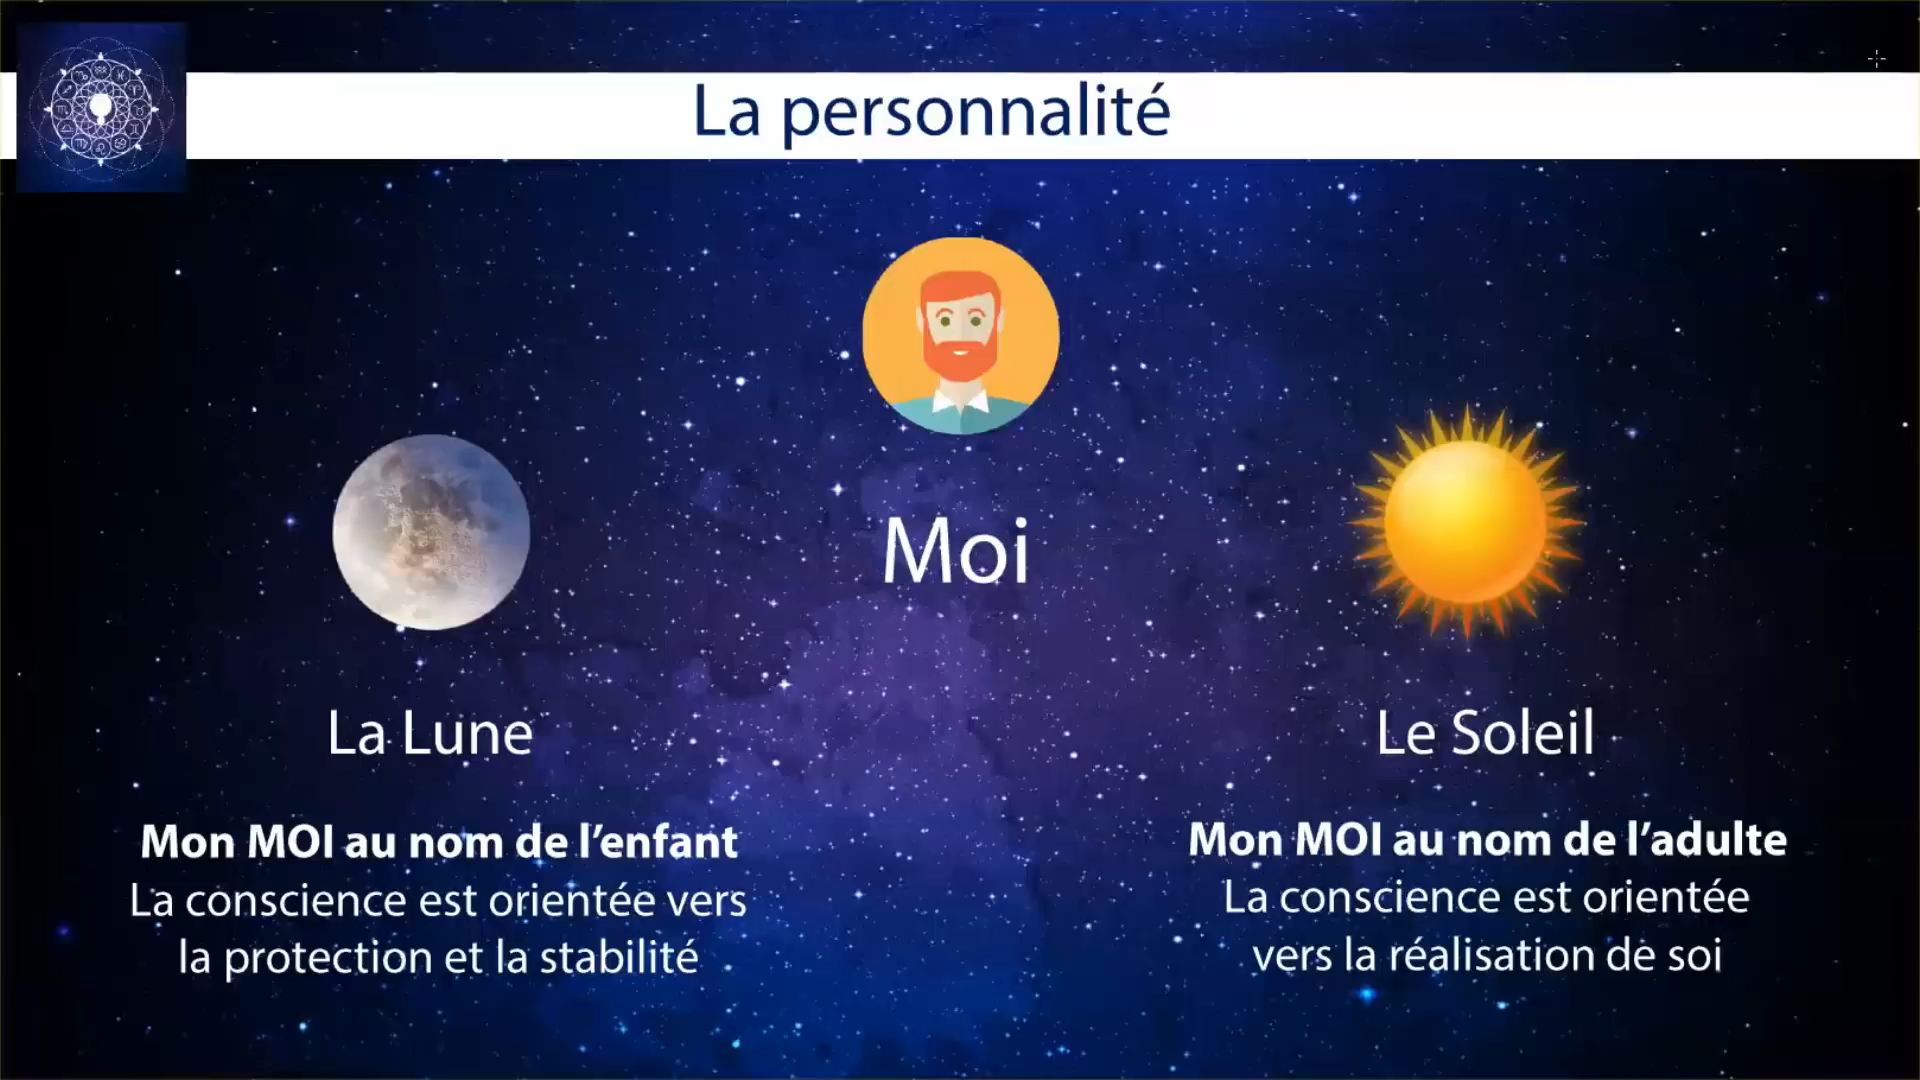 La personnalité
Moi
La Lune
Mon MOI au nom de l’enfant
La conscience est orientée vers
la protection et la stabilité
Le Soleil
Mon MOI au nom de l’adulte
La conscience est orientée
vers la réalisation de soi